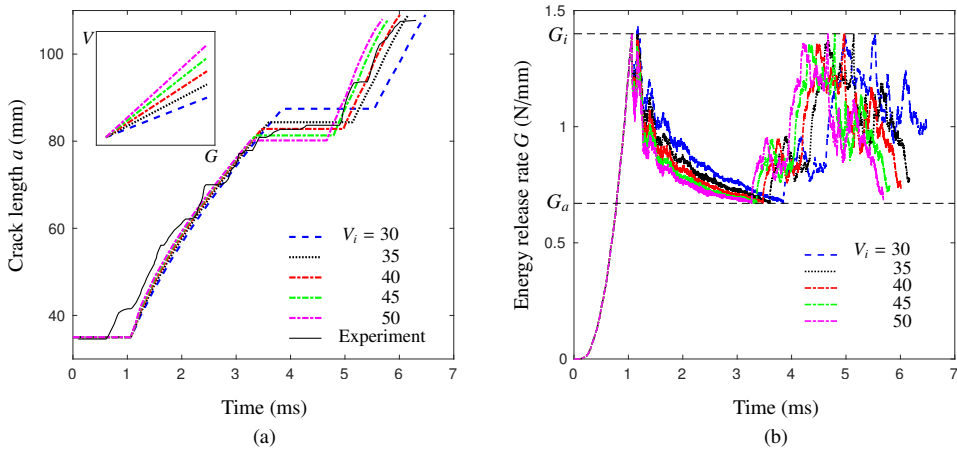 V
G
Crack length a (mm)
100
80
60
40
0 1 2 3 4 5 6 7
Time (ms)
V_i = 30
35
40
45
50
Experiment
(a)
Energy release rate G (N/mm)
1.5
G_i
1
G_a
0.5
0
0 1 2 3 4 5 6 7
Time (ms)
V_i = 30
35
40
45
50
(b)